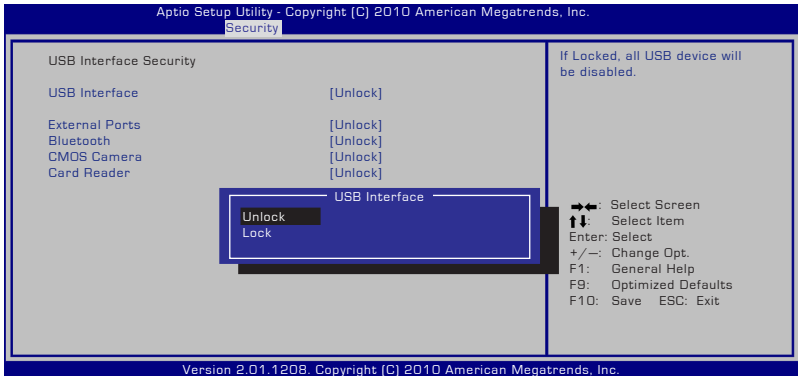 Aptio Setup Utility - Copyright (C) 2010 American Megatrends, Inc.
Security
USB Interface Security
USB Interface [Unlock]
External Ports [Unlock]
Bluetooth [Unlock]
CMOS Camera [Unlock]
Card Reader [Unlock]
USB Interface
Unlock
Lock
If Locked, all USB device will
be disabled.
→←: Select Screen
↑↓: Select Item
Enter: Select
+/—: Change Opt.
F1: General Help
F9: Optimized Defaults
F10: Save ESC: Exit
Version 2.01.1208. Copyright (C) 2010 American Megatrends, Inc.